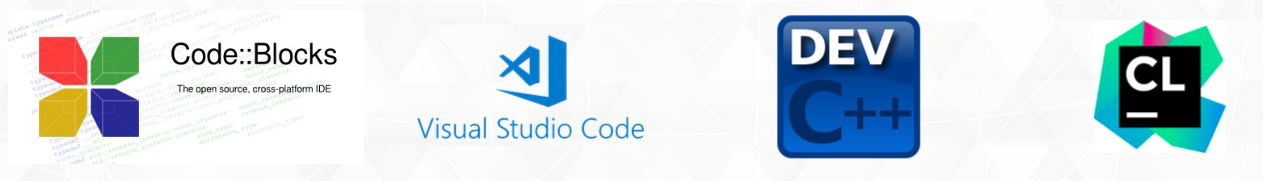 Code::Blocks
The open source, cross-platform IDE
Visual Studio Code
DEV
C++
CL